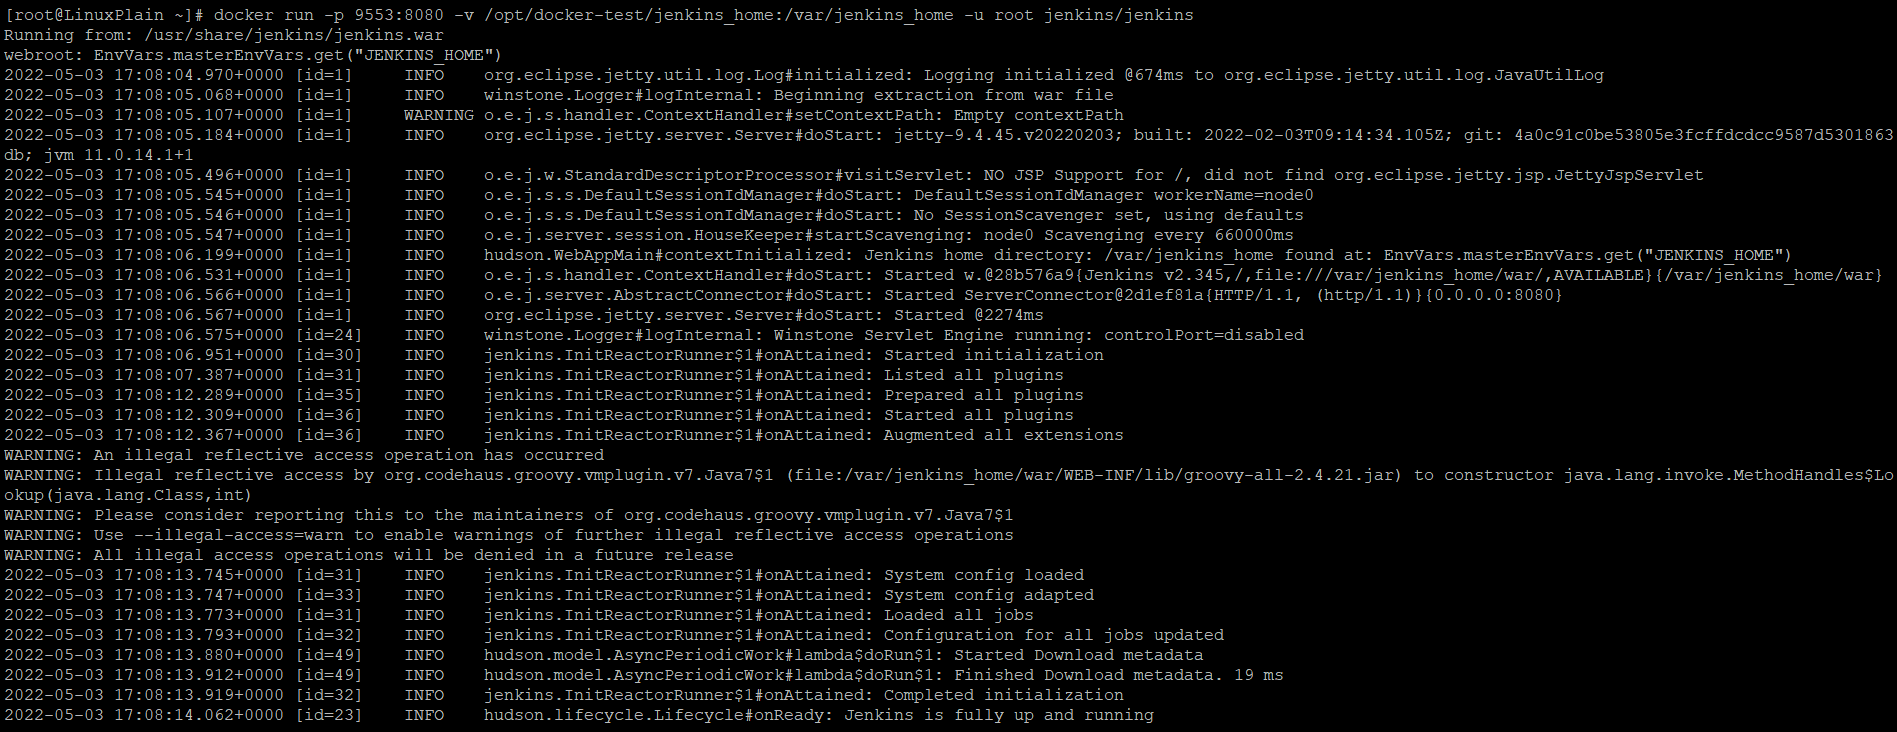 [root@LinuxPlain ~]# docker run -p 9553:8080 -v /opt/docker-test/jenkins_home:/var/jenkins_home -u root jenkins/jenkins
Running from: /usr/share/jenkins/jenkins.war
webroot: EnvVars.masterEnvVars.get("JENKINS_HOME")
2022-05-03 17:08:04.970+0000 [id=1]     INFO    org.eclipse.jetty.util.log.Log#initialized: Logging initialized @674ms to org.eclipse.jetty.util.log.JavaUtilLog
2022-05-03 17:08:05.068+0000 [id=1]     INFO    winstone.Logger#logInternal: Beginning extraction from war file
2022-05-03 17:08:05.107+0000 [id=1]     WARNING o.e.j.s.handler.ContextHandler#setContextPath: Empty contextPath
2022-05-03 17:08:05.184+0000 [id=1]     INFO    org.eclipse.jetty.server.Server#doStart: jetty-9.4.45.v20220203; built: 2022-02-03T09:14:34.105Z; git: 4a0c91c0be53805e3fcffdcdcc9587d5301863
db; jvm 11.0.14.1+1
2022-05-03 17:08:05.496+0000 [id=1]     INFO    o.e.j.w.StandardDescriptorProcessor#visitServlet: NO JSP Support for /, did not find org.eclipse.jetty.jsp.JettyJspServlet
2022-05-03 17:08:05.545+0000 [id=1]     INFO    o.e.j.s.s.DefaultSessionIdManager#doStart: DefaultSessionIdManager workerName=node0
2022-05-03 17:08:05.546+0000 [id=1]     INFO    o.e.j.s.s.DefaultSessionIdManager#doStart: No SessionScavenger set, using defaults
2022-05-03 17:08:05.547+0000 [id=1]     INFO    o.e.j.server.session.HouseKeeper#startScavenging: node0 Scavenging every 660000ms
2022-05-03 17:08:06.199+0000 [id=1]     INFO    hudson.WebAppMain#contextInitialized: Jenkins home directory: /var/jenkins_home found at: EnvVars.masterEnvVars.get("JENKINS_HOME")
2022-05-03 17:08:06.531+0000 [id=1]     INFO    o.e.j.s.handler.ContextHandler#doStart: Started w.@28b576a9{Jenkins v2.345,/,file:///var/jenkins_home/war/,AVAILABLE}{/var/jenkins_home/war}
2022-05-03 17:08:06.566+0000 [id=1]     INFO    o.e.j.server.AbstractConnector#doStart: Started ServerConnector@2d1ef81a{HTTP/1.1, (http/1.1)}{0.0.0.0:8080}
2022-05-03 17:08:06.567+0000 [id=1]     INFO    org.eclipse.jetty.server.Server#doStart: Started @2274ms
2022-05-03 17:08:06.575+0000 [id=24]    INFO    winstone.Logger#logInternal: Winstone Servlet Engine running: controlPort=disabled
2022-05-03 17:08:06.951+0000 [id=30]    INFO    jenkins.InitReactorRunner$1#onAttained: Started initialization
2022-05-03 17:08:07.387+0000 [id=31]    INFO    jenkins.InitReactorRunner$1#onAttained: Listed all plugins
2022-05-03 17:08:12.289+0000 [id=35]    INFO    jenkins.InitReactorRunner$1#onAttained: Prepared all plugins
2022-05-03 17:08:12.309+0000 [id=36]    INFO    jenkins.InitReactorRunner$1#onAttained: Started all plugins
2022-05-03 17:08:12.367+0000 [id=36]    INFO    jenkins.InitReactorRunner$1#onAttained: Augmented all extensions
WARNING: An illegal reflective access operation has occurred
WARNING: Illegal reflective access by org.codehaus.groovy.vmplugin.v7.Java7$1 (file:/var/jenkins_home/war/WEB-INF/lib/groovy-all-2.4.21.jar) to constructor java.lang.invoke.MethodHandles$Lo
okup(java.lang.Class,int)
WARNING: Please consider reporting this to the maintainers of org.codehaus.groovy.vmplugin.v7.Java7$1
WARNING: Use --illegal-access=warn to enable warnings of further illegal reflective access operations
WARNING: All illegal access operations will be denied in a future release
2022-05-03 17:08:13.745+0000 [id=31]    INFO    jenkins.InitReactorRunner$1#onAttained: System config loaded
2022-05-03 17:08:13.747+0000 [id=33]    INFO    jenkins.InitReactorRunner$1#onAttained: System config adapted
2022-05-03 17:08:13.773+0000 [id=31]    INFO    jenkins.InitReactorRunner$1#onAttained: Loaded all jobs
2022-05-03 17:08:13.793+0000 [id=32]    INFO    jenkins.InitReactorRunner$1#onAttained: Configuration for all jobs updated
2022-05-03 17:08:13.880+0000 [id=49]    INFO    hudson.model.AsyncPeriodicWork#lambda$doRun$1: Started Download metadata
2022-05-03 17:08:13.912+0000 [id=49]    INFO    hudson.model.AsyncPeriodicWork#lambda$doRun$1: Finished Download metadata. 19 ms
2022-05-03 17:08:13.919+0000 [id=32]    INFO    jenkins.InitReactorRunner$1#onAttained: Completed initialization
2022-05-03 17:08:14.062+0000 [id=23]    INFO    hudson.lifecycle.Lifecycle#onReady: Jenkins is fully up and running